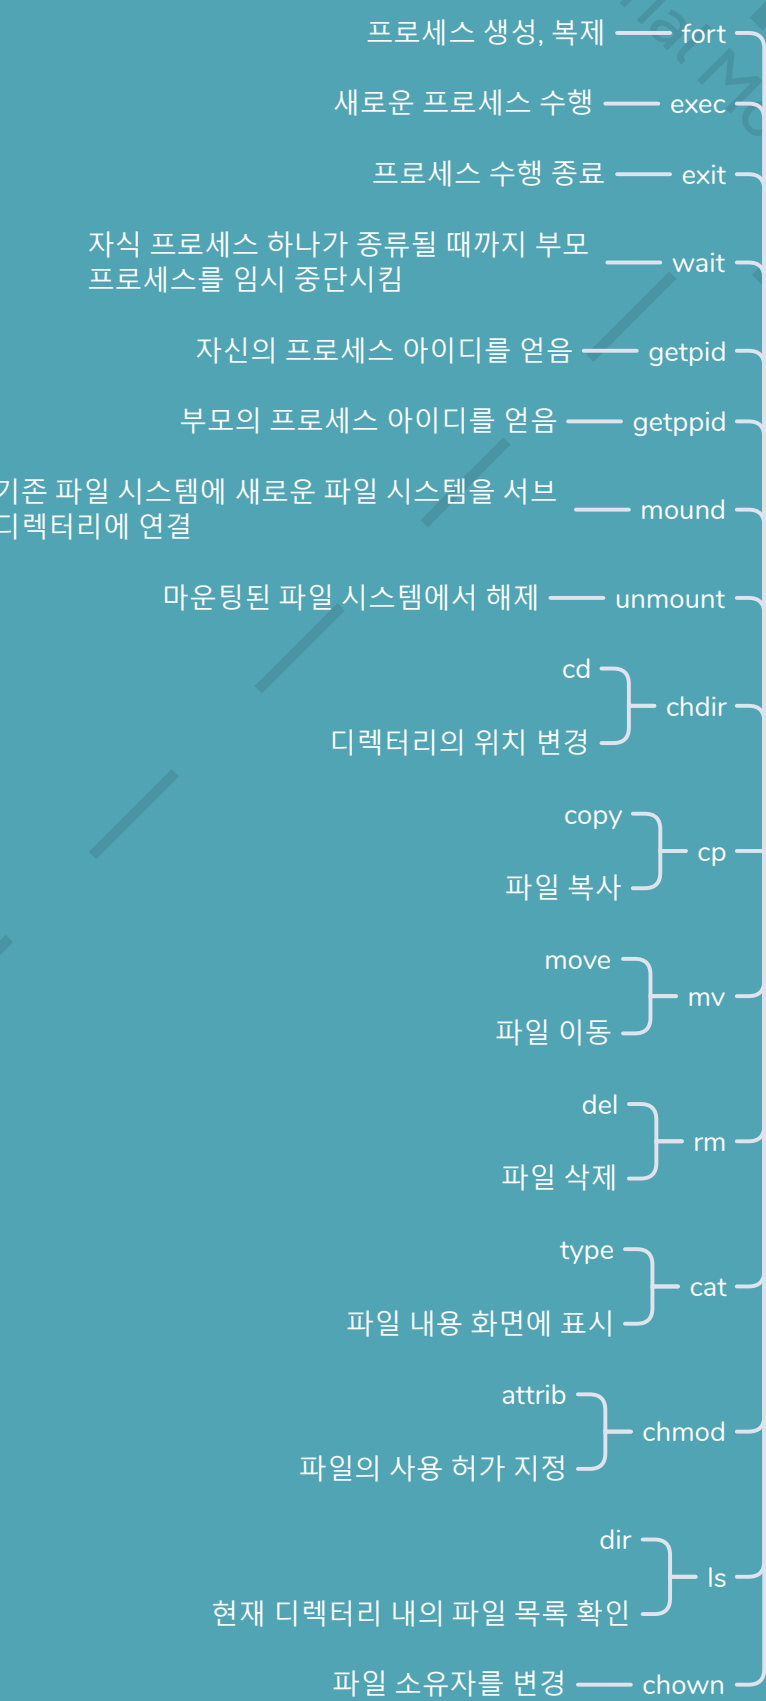 프로세스 생성, 복제 fort
새로운 프로세스 수행 exec
프로세스 수행 종료 exit
자식 프로세스 하나가 종류될 때까지 부모
프로세스를 임시 중단시킴 wait
자신의 프로세스 아이디를 얻음 getpid
부모의 프로세스 아이디를 얻음 getppid
기존 파일 시스템에 새로운 파일 시스템을 서브
디렉터리에 연결 mound
마운팅된 파일 시스템에서 해제 unmount
cd
chdir
디렉터리의 위치 변경
copy
cp
파일 복사
move
mv
파일 이동
del
rm
파일 삭제
type
cat
파일 내용 화면에 표시
attrib
chmod
파일의 사용 허가 지정
dir
ls
현재 디렉터리 내의 파일 목록 확인
파일 소유자를 변경 chown